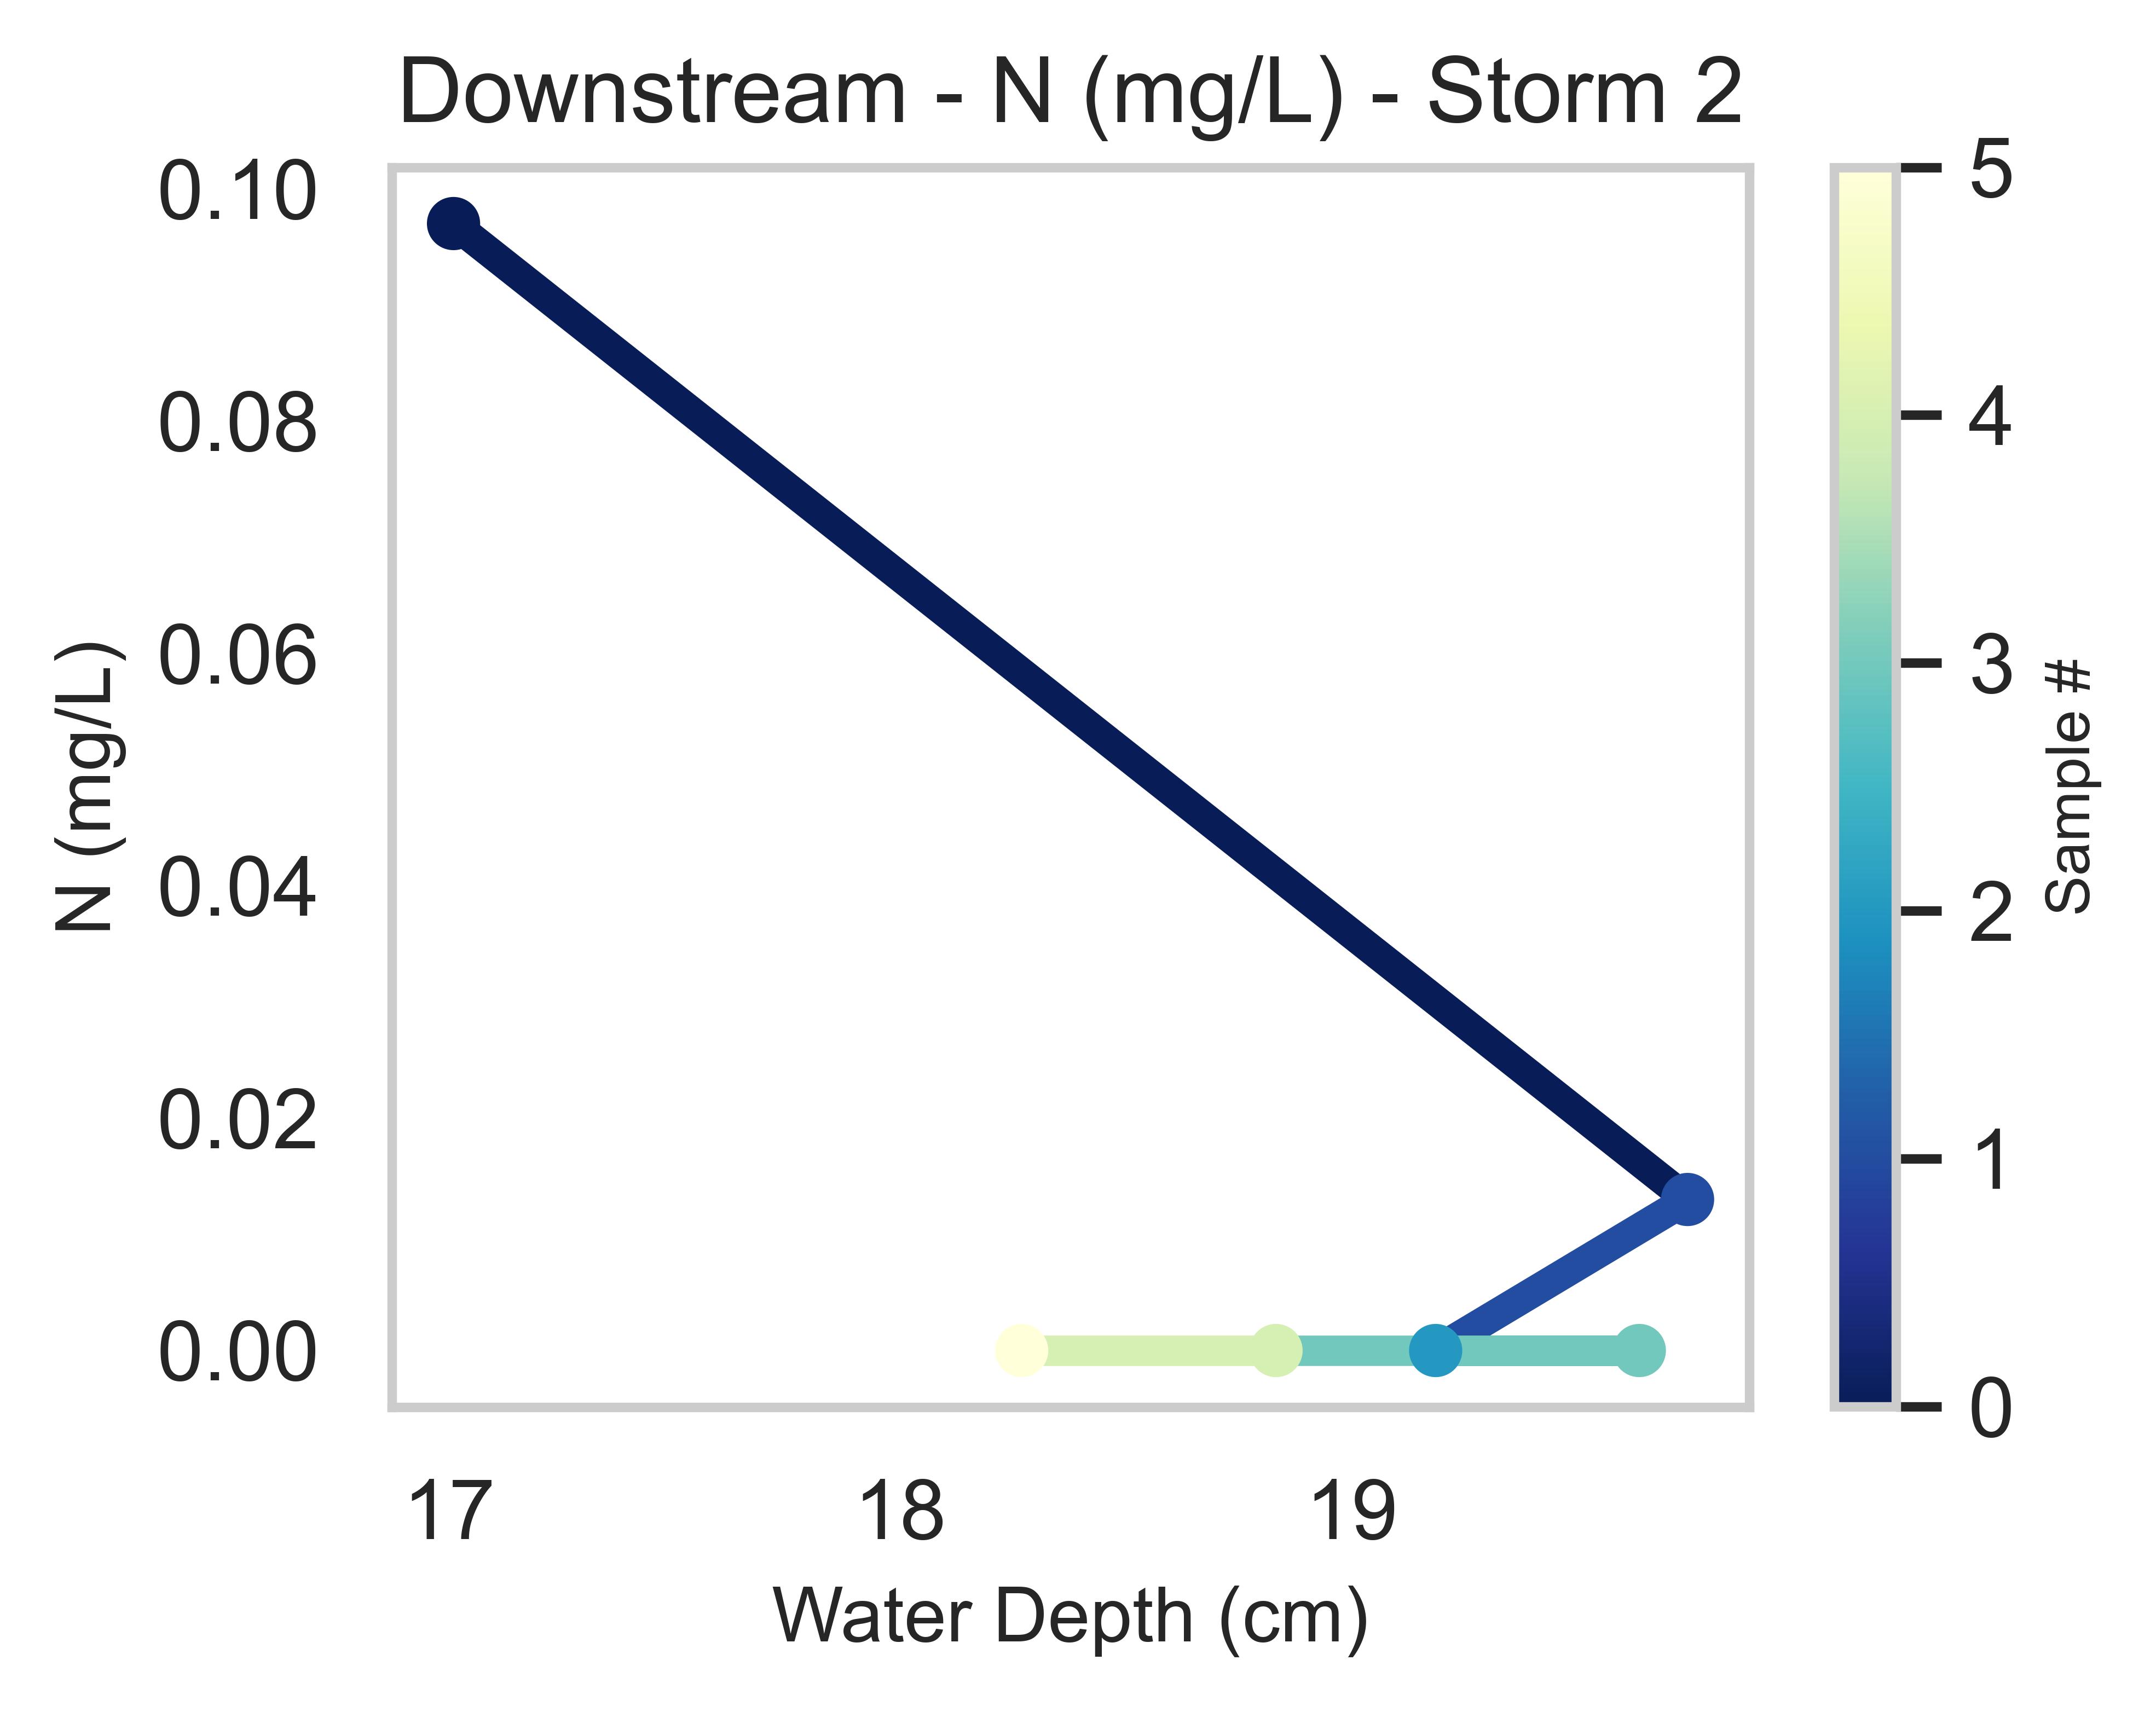 Downstream - N (mg/L) - Storm 2
0.10
0.08
0.06
0.04
0.02
0.00
N (mg/L)
17 18 19
Water Depth (cm)
5
4
3
2
1
0
Sample #